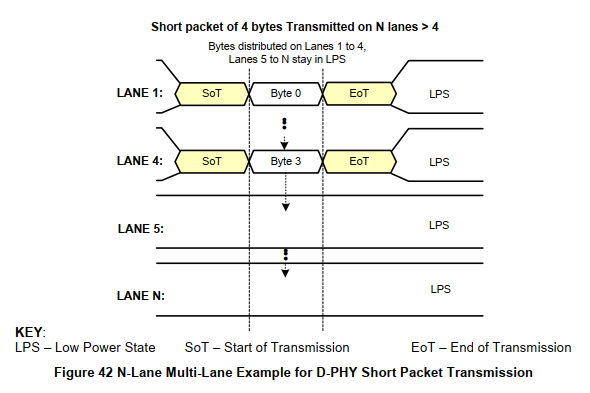 Short packet of 4 bytes Transmitted on N lanes > 4
Bytes distributed on Lanes 1 to 4,
Lanes 5 to N stay in LPS
LANE 1: SoT Byte 0 EoT LPS
LANE 4: SoT Byte 3 EoT LPS
LANE 5: LPS
LANE N: LPS
KEY:
LPS – Low Power State SoT – Start of Transmission EoT – End of Transmission
Figure 42 N-Lane Multi-Lane Example for D-PHY Short Packet Transmission